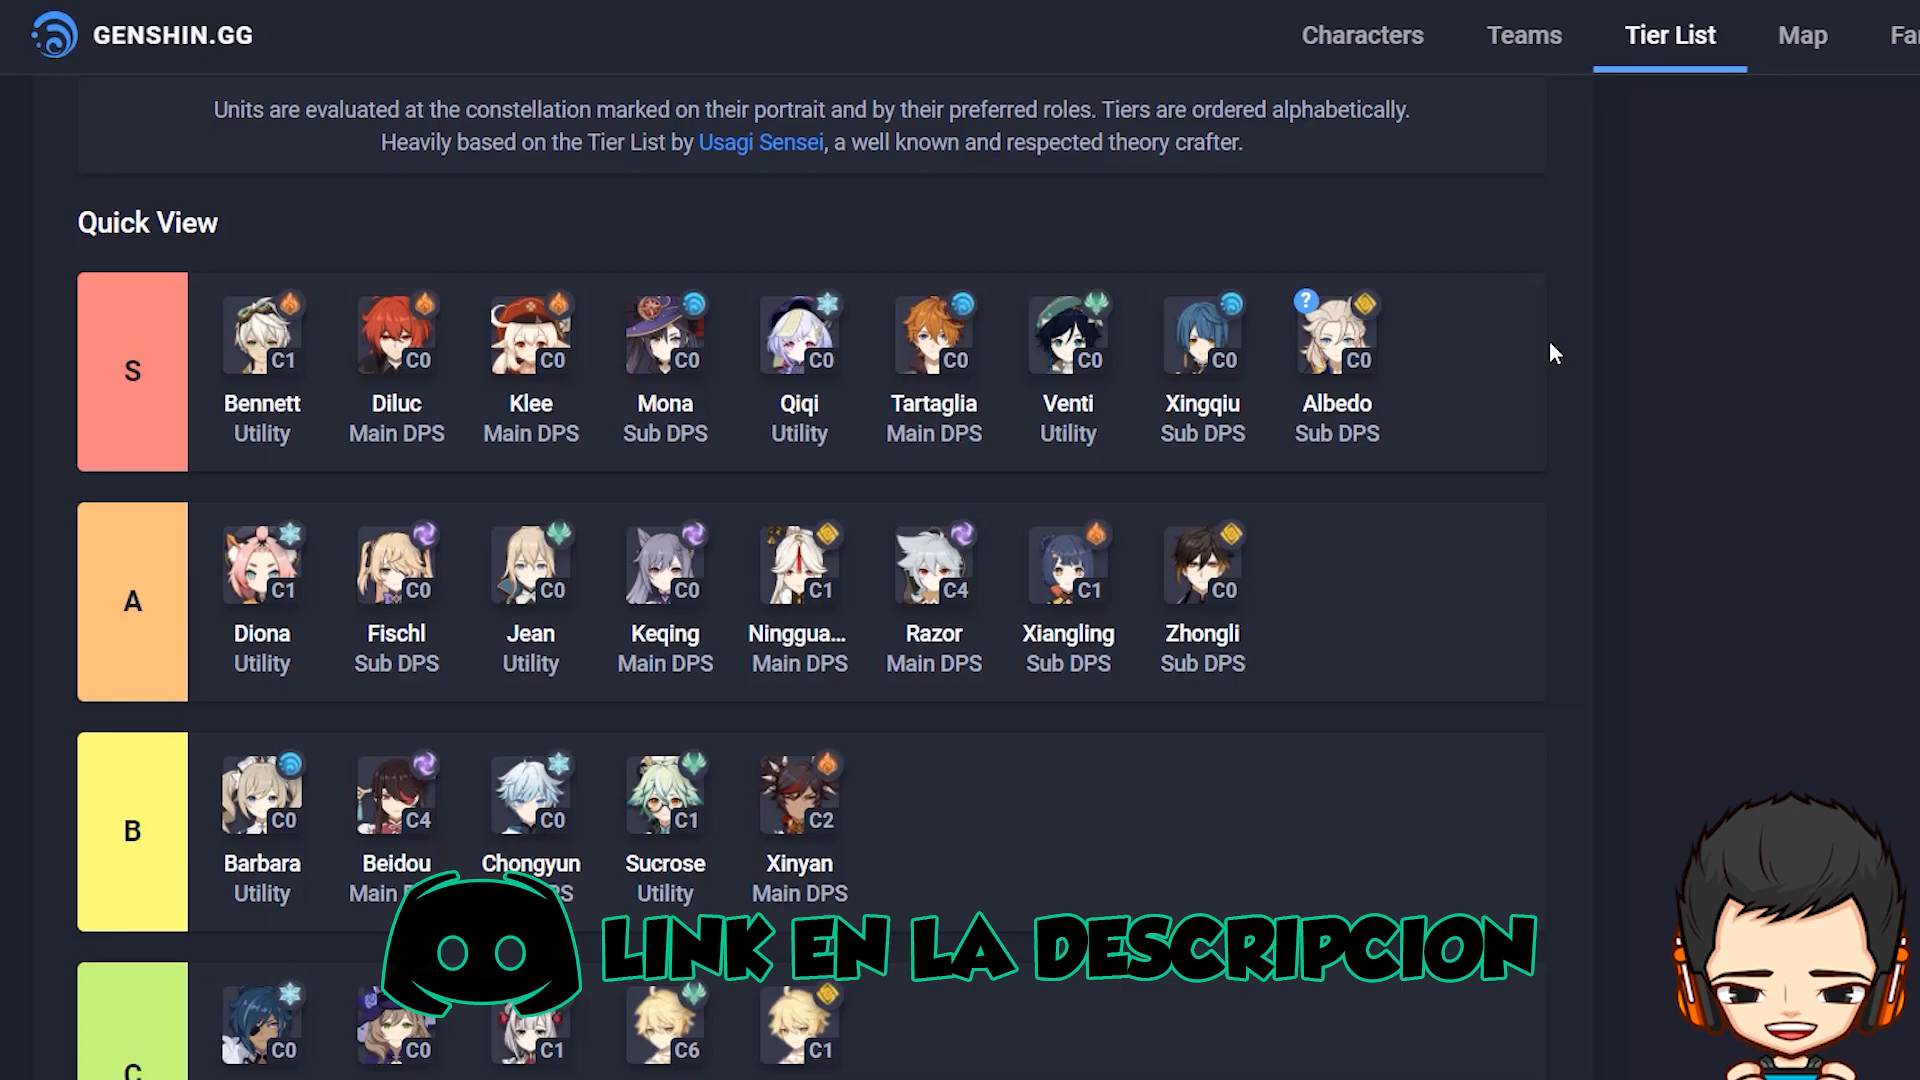 GENSHIN.GG
Characters Teams Tier List Map Fa
Units are evaluated at the constellation marked on their portrait and by their preferred roles. Tiers are ordered alphabetically.
Heavily based on the Tier List by Usagi Sensei, a well known and respected theory crafter.
Quick View
S
C1 C0 C0 C0 C0 C0 C0 C0 ? C0
Bennett Diluc Klee Mona Qiqi Tartaglia Venti Xingqiu Albedo
Utility Main DPS Main DPS Sub DPS Utility Main DPS Utility Sub DPS Sub DPS
A
C1 C0 C0 C0 C1 C4 C1 C0
Diona Fischl Jean Keqing Ninggua... Razor Xiangling Zhongli
Utility Sub DPS Utility Main DPS Main DPS Main DPS Sub DPS Sub DPS
B
C0 C4 C0 C1 C2
Barbara Beidou Chongyun Sucrose Xinyan
Utility Main PS Utility Main DPS
LINK EN LA DESCRIPCION
C
C0 C0 C1 C6 C1